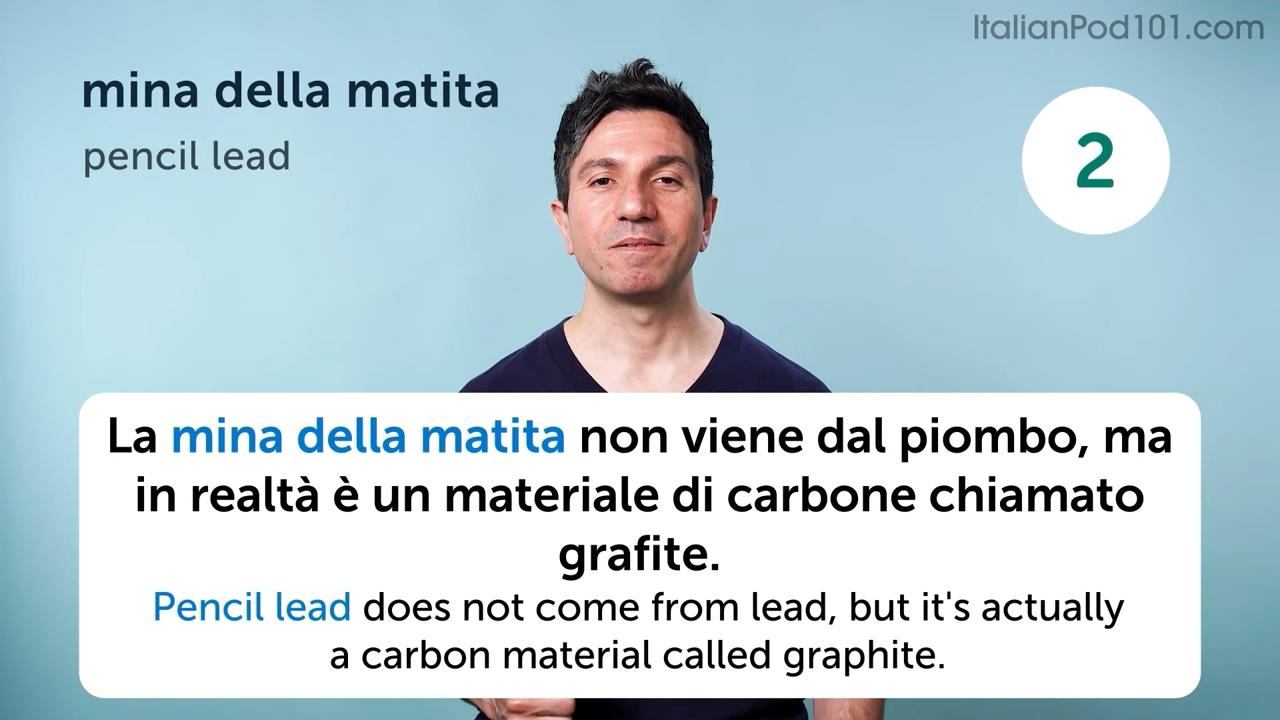 ItalianPod101.com
mina della matita
pencil lead
2
La mina della matita non viene dal piombo, ma
in realtà è un materiale di carbone chiamato
grafite.
Pencil lead does not come from lead, but it's actually
a carbon material called graphite.